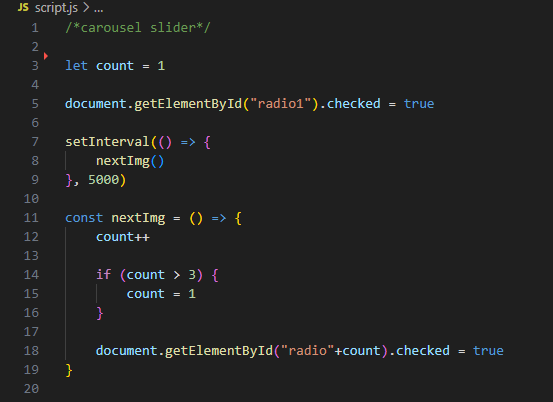 JS script.js > ...
1 /*carousel slider*/
2
3 let count = 1
4
5 document.getElementById("radio1").checked = true
6
7 setInterval(() => {
8     nextImg()
9 }, 5000)
10
11 const nextImg = () => {
12     count++
13
14     if (count > 3) {
15         count = 1
16     }
17
18     document.getElementById("radio"+count).checked = true
19 }
20